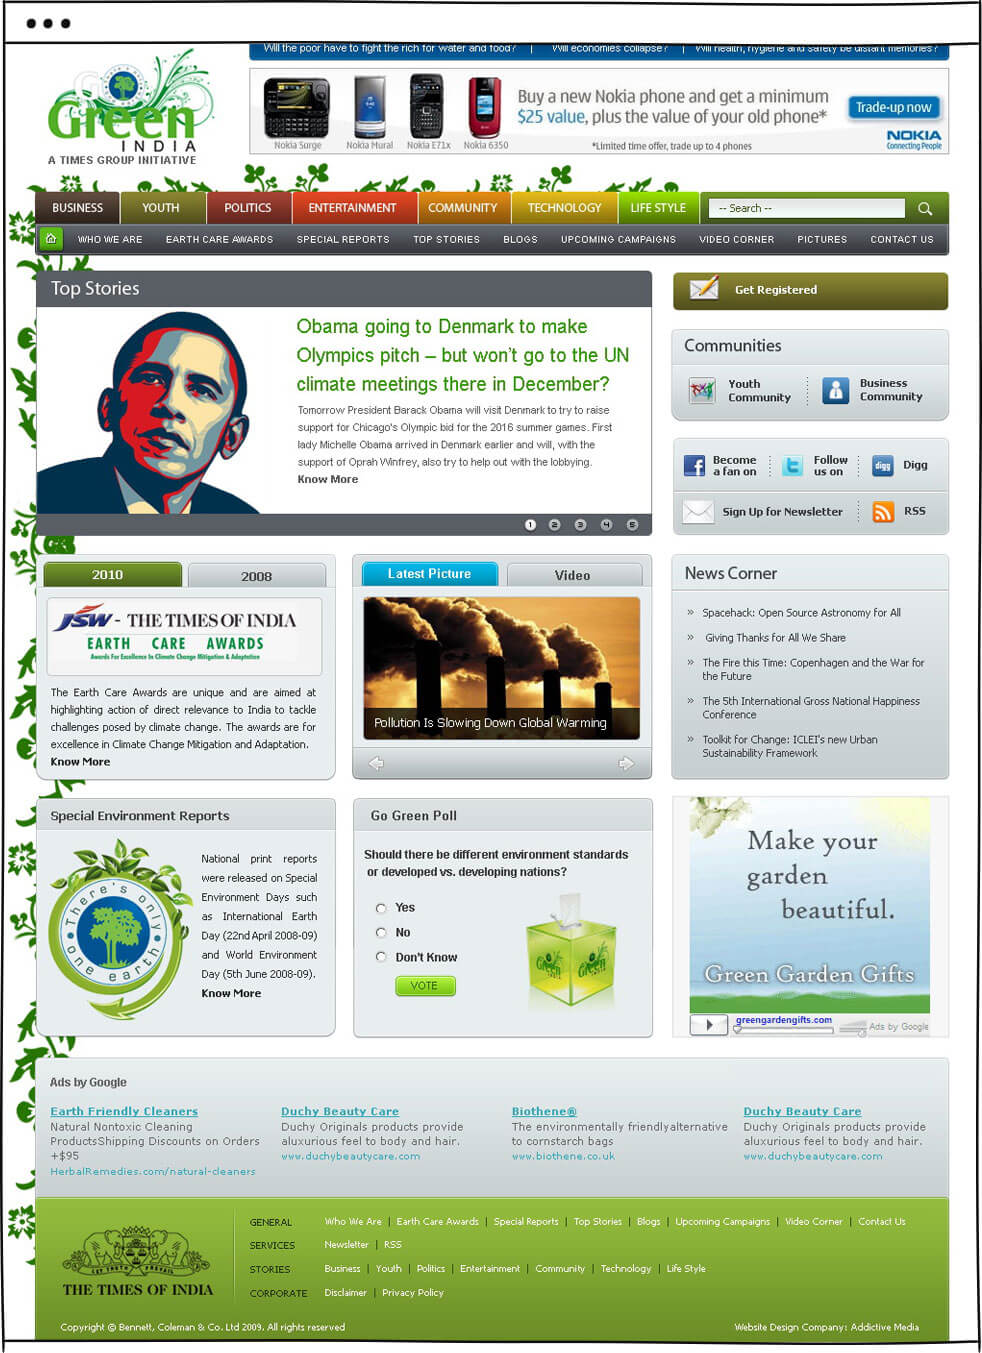 Will the poor have to fight the rich for water and food? | Will economies collapse? | Will health, hygiene and safety be distant memories?
Go
Green
INDIA
A TIMES GROUP INITIATIVE
Nokia Surge Nokia Mural Nokia E71x Nokia 6350
Buy a new Nokia phone and get a minimum
$25 value, plus the value of your old phone*
*Limited time offer, trade up to 4 phones
Trade-up now
NOKIA
Connecting People
BUSINESS YOUTH POLITICS ENTERTAINMENT COMMUNITY TECHNOLOGY LIFE STYLE -- Search --
WHO WE ARE EARTH CARE AWARDS SPECIAL REPORTS TOP STORIES BLOGS UPCOMING CAMPAIGNS VIDEO CORNER PICTURES CONTACT US
Top Stories
Obama going to Denmark to make
Olympics pitch – but won't go to the UN
climate meetings there in December?
Tomorrow President Barack Obama will visit Denmark to try to raise
support for Chicago's Olympic bid for the 2016 summer games. First
lady Michelle Obama arrived in Denmark earlier and will, with the
support of Oprah Winfrey, also try to help out with the lobbying.
Know More
1 2 3 4 5
Get Registered
Communities
Youth
Community
Business
Community
Become
a fan on
Follow
us on
digg
Digg
Sign Up for Newsletter
RSS
2010 2008
JSW - THE TIMES OF INDIA
EARTH CARE AWARDS
Awards For Excellence In Climate Change Mitigation & Adaptation
The Earth Care Awards are unique and are aimed at
highlighting action of direct relevance to India to tackle
challenges posed by climate change. The awards are for
excellence in Climate Change Mitigation and Adaptation.
Know More
Latest Picture Video
Pollution Is Slowing Down Global Warming
News Corner
» Spacehack: Open Source Astronomy for All
» Giving Thanks for All We Share
» The Fire this Time: Copenhagen and the War for
the Future
» The 5th International Gross National Happiness
Conference
» Toolkit for Change: ICLEI's new Urban
Sustainability Framework
Special Environment Reports
There's only
one earth
National print reports
were released on Special
Environment Days such
as International Earth
Day (22nd April 2008-09)
and World Environment
Day (5th June 2008-09).
Know More
Go Green Poll
Should there be different environment standards
or developed vs. developing nations?
Yes
No
Don't Know
VOTE
Green
Green
Make your
garden
beautiful.
Green Garden Gifts
greengardengifts.com
Ads by Google
Ads by Google
Earth Friendly Cleaners
Natural Nontoxic Cleaning
ProductsShipping Discounts on Orders
+$95
HerbalRemedies.com/natural-cleaners
Duchy Beauty Care
Duchy Originals products provide
aluxurious feel to body and hair.
www.duchybeautycare.com
Biothene®
The environmentally friendlyalternative
to cornstarch bags
www.biothene.co.uk
Duchy Beauty Care
Duchy Originals products provide
aluxurious feel to body and hair.
www.duchybeautycare.com
LET TRUTH PREVAIL
THE TIMES OF INDIA
GENERAL Who We Are | Earth Care Awards | Special Reports | Top Stories | Blogs | Upcoming Campaigns | Video Corner | Contact Us
SERVICES Newsletter | RSS
STORIES Business | Youth | Politics | Entertainment | Community | Technology | Life Style
CORPORATE Disclaimer | Privacy Policy
Copyright © Bennett, Coleman & Co. Ltd 2009. All rights reserved
Website Design Company: Addictive Media